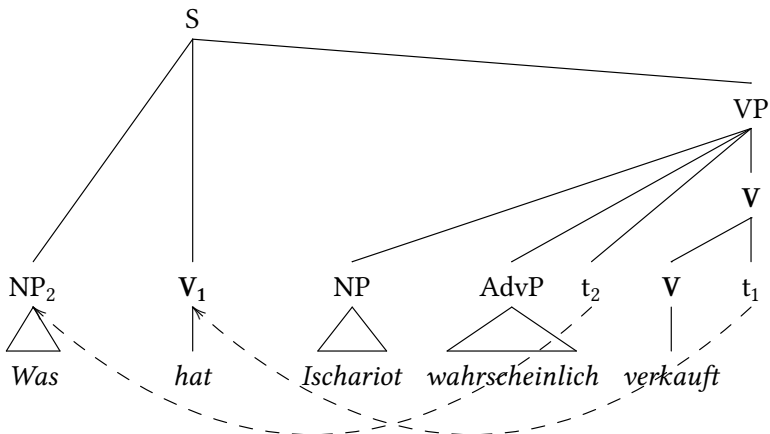 S
VP
V
NP₂ V₁ NP AdvP t₂ V t₁
Was hat Ischariot wahrscheinlich verkauft